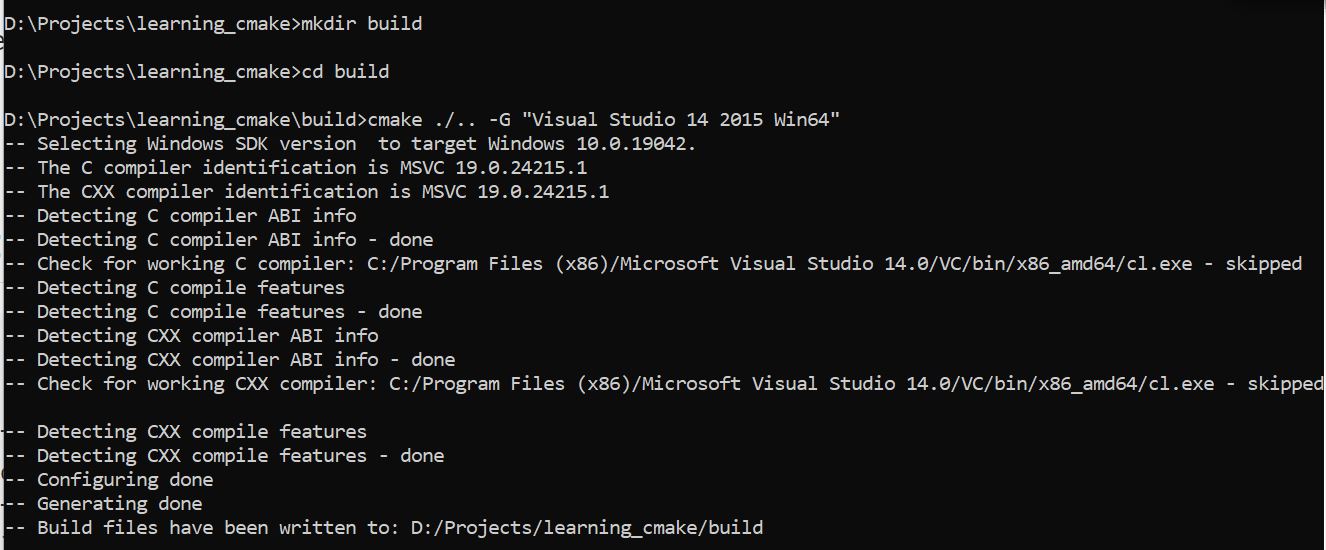 D:\Projects\learning_cmake>mkdir build
D:\Projects\learning_cmake>cd build
D:\Projects\learning_cmake\build>cmake ./.. -G "Visual Studio 14 2015 Win64"
-- Selecting Windows SDK version  to target Windows 10.0.19042.
-- The C compiler identification is MSVC 19.0.24215.1
-- The CXX compiler identification is MSVC 19.0.24215.1
-- Detecting C compiler ABI info
-- Detecting C compiler ABI info - done
-- Check for working C compiler: C:/Program Files (x86)/Microsoft Visual Studio 14.0/VC/bin/x86_amd64/cl.exe - skipped
-- Detecting C compile features
-- Detecting C compile features - done
-- Detecting CXX compiler ABI info
-- Detecting CXX compiler ABI info - done
-- Check for working CXX compiler: C:/Program Files (x86)/Microsoft Visual Studio 14.0/VC/bin/x86_amd64/cl.exe - skipped
-- Detecting CXX compile features
-- Detecting CXX compile features - done
-- Configuring done
-- Generating done
-- Build files have been written to: D:/Projects/learning_cmake/build